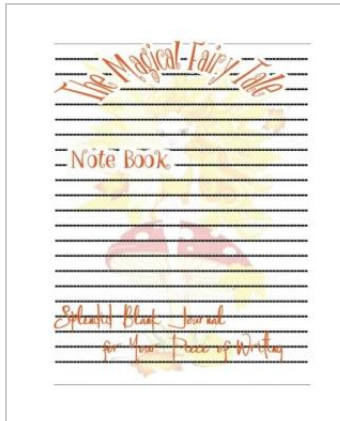 The Magical Fairy Tale
Note Book
Splendid Blank Journal
for Your Piece of Writing